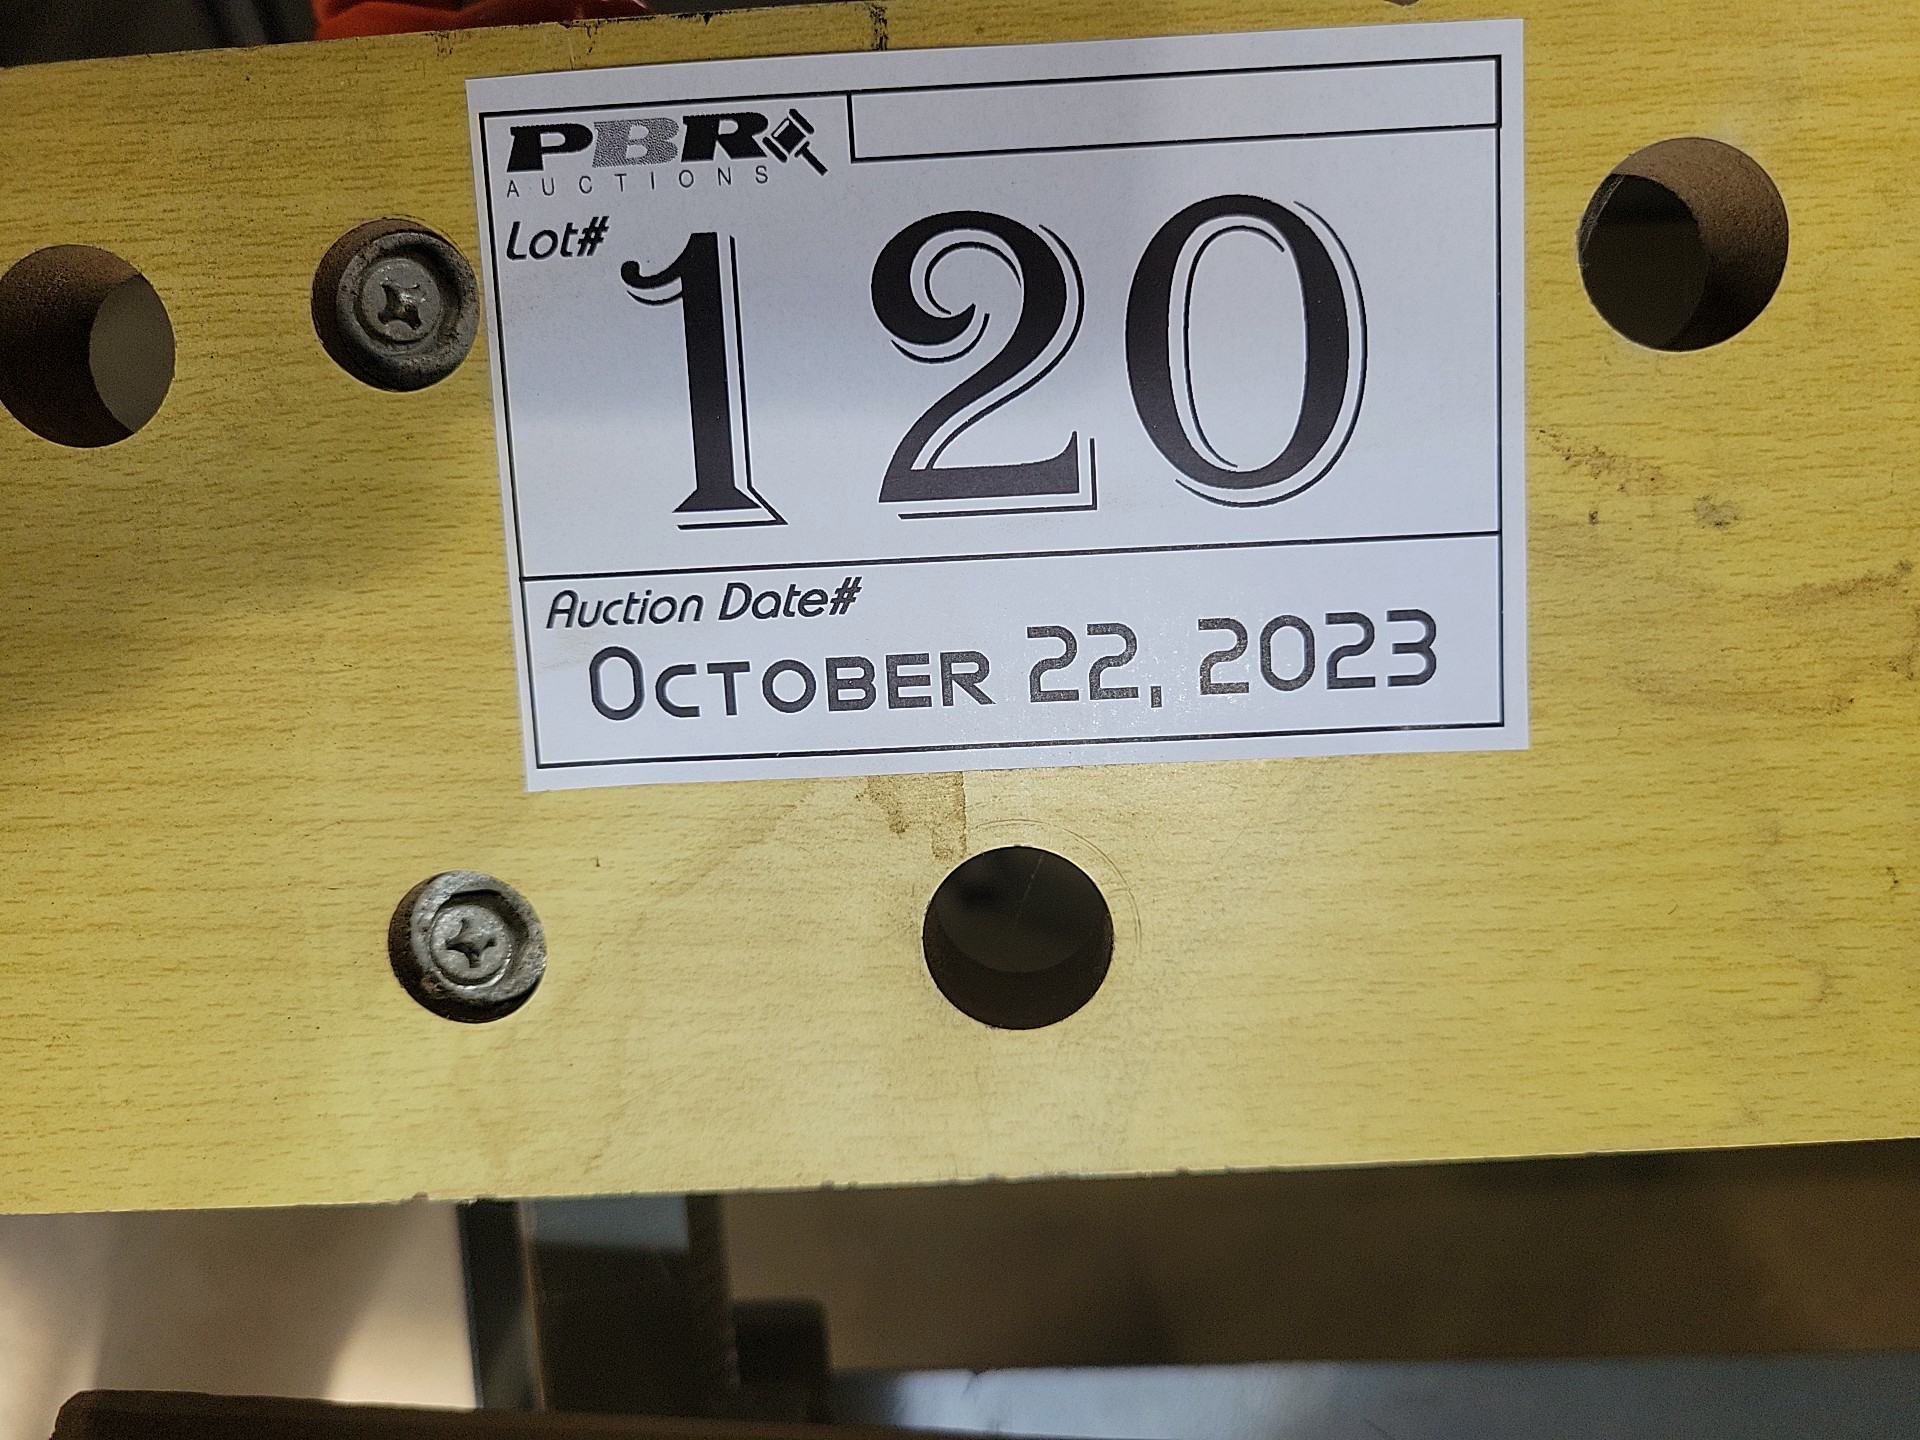 PBR
AUCTIONS
Lot#
120
Auction Date#
October 22, 2023